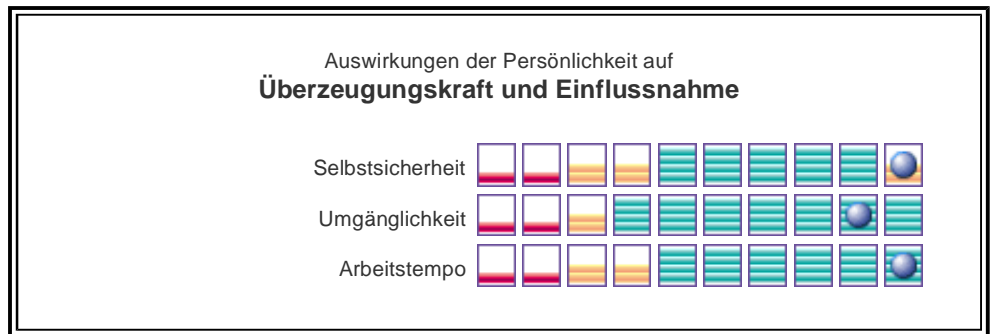 Auswirkungen der Persönlichkeit auf
Überzeugungskraft und Einflussnahme
Selbstsicherheit
Umgänglichkeit
Arbeitstempo